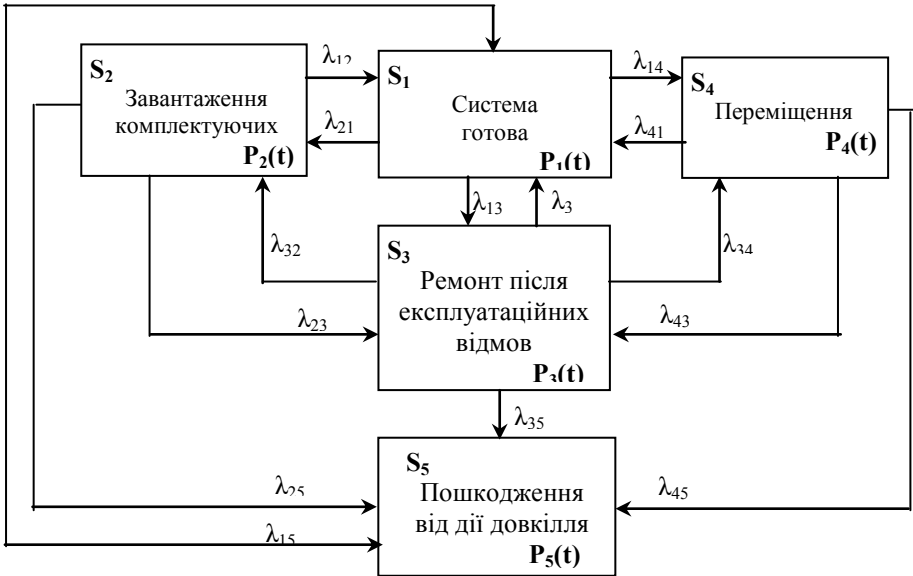 S₂
Завантаження
комплектуючих
P₂(t)
λ₁₂
λ₂₁
S₁
Система
готова
P₁(t)
λ₁₄
λ₄₁
S₄
Переміщення
P₄(t)
λ₁₃
λ₃
λ₃₂
λ₃₄
S₃
Ремонт після
експлуатаційних
відмов
P₃(t)
λ₂₃
λ₄₃
λ₃₅
S₅
Пошкодження
від дії довкілля
P₅(t)
λ₂₅
λ₄₅
λ₁₅